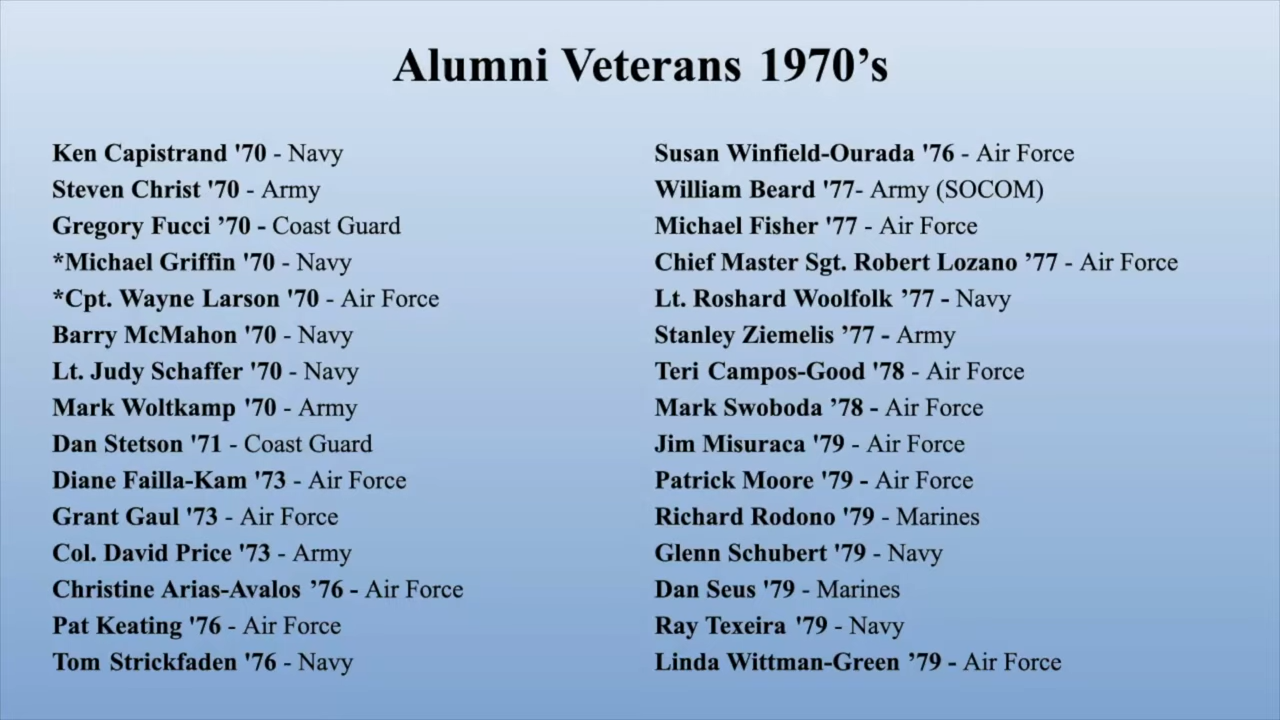 Alumni Veterans 1970’s
Ken Capistrand '70 - Navy
Steven Christ '70 - Army
Gregory Fucci ’70 - Coast Guard
*Michael Griffin '70 - Navy
*Cpt. Wayne Larson '70 - Air Force
Barry McMahon '70 - Navy
Lt. Judy Schaffer '70 - Navy
Mark Woltkamp '70 - Army
Dan Stetson '71 - Coast Guard
Diane Failla-Kam '73 - Air Force
Grant Gaul '73 - Air Force
Col. David Price '73 - Army
Christine Arias-Avalos ’76 - Air Force
Pat Keating '76 - Air Force
Tom Strickfaden '76 - Navy
Susan Winfield-Ourada '76 - Air Force
William Beard '77- Army (SOCOM)
Michael Fisher '77 - Air Force
Chief Master Sgt. Robert Lozano ’77 - Air Force
Lt. Roshard Woolfolk ’77 - Navy
Stanley Ziemelis ’77 - Army
Teri Campos-Good '78 - Air Force
Mark Swoboda ’78 - Air Force
Jim Misuraca '79 - Air Force
Patrick Moore '79 - Air Force
Richard Rodono '79 - Marines
Glenn Schubert '79 - Navy
Dan Seus '79 - Marines
Ray Texeira '79 - Navy
Linda Wittman-Green ’79 - Air Force